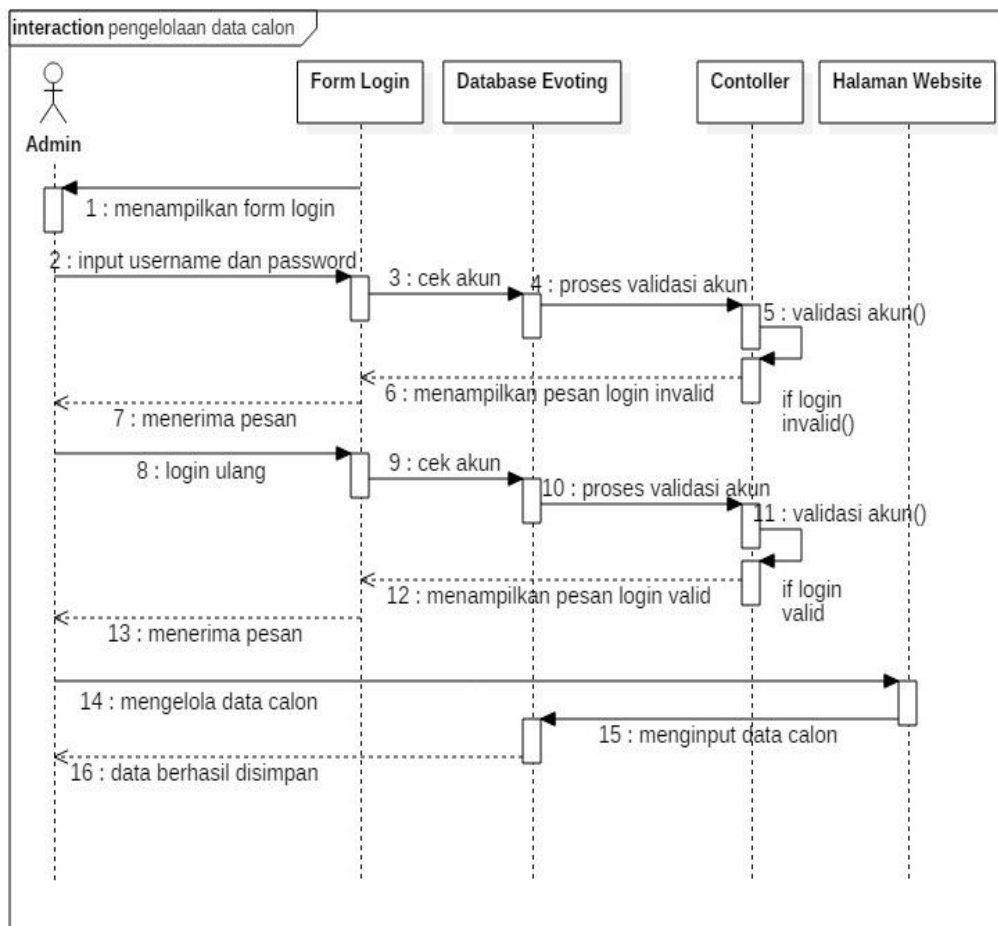 interaction pengelolaan data calon
Form Login
Database Evoting
Contoller
Halaman Website
Admin
1 : menampilkan form login
2 : input username dan password
3 : cek akun
4 : proses validasi akun
5 : validasi akun()
6 : menampilkan pesan login invalid
if login
invalid()
7 : menerima pesan
8 : login ulang
9 : cek akun
10 : proses validasi akun
11 : validasi akun()
12 : menampilkan pesan login valid
if login
valid
13 : menerima pesan
14 : mengelola data calon
15 : menginput data calon
16 : data berhasil disimpan